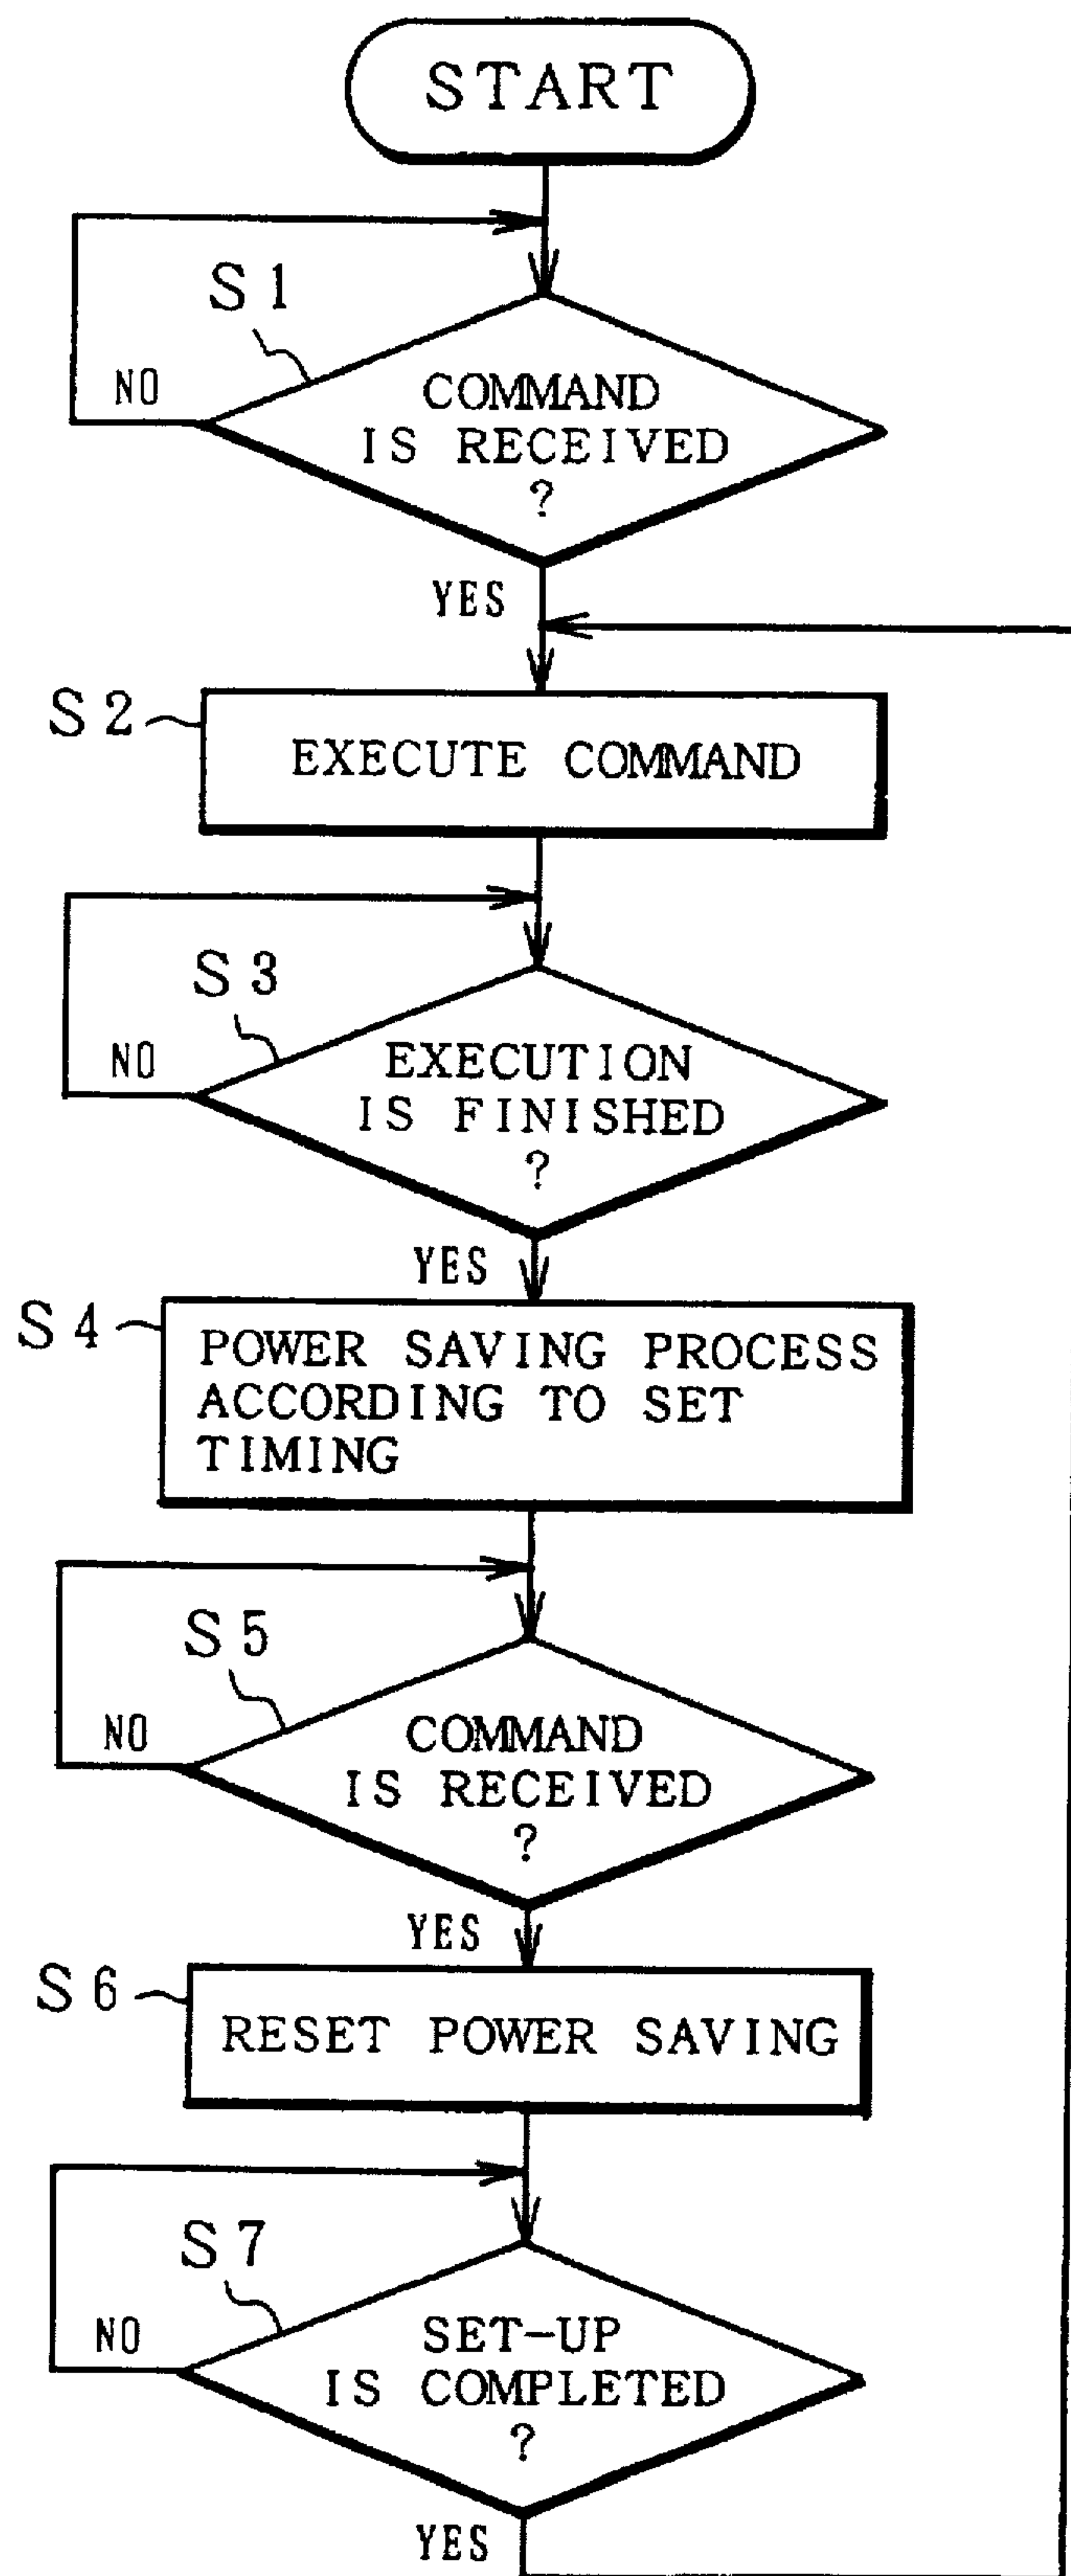 START
S1
NO
COMMAND
IS RECEIVED
?
YES
S2
EXECUTE COMMAND
S3
NO
EXECUTION
IS FINISHED
?
YES
S4
POWER SAVING PROCESS
ACCORDING TO SET
TIMING
S5
NO
COMMAND
IS RECEIVED
?
YES
S6
RESET POWER SAVING
S7
NO
SET-UP
IS COMPLETED
?
YES